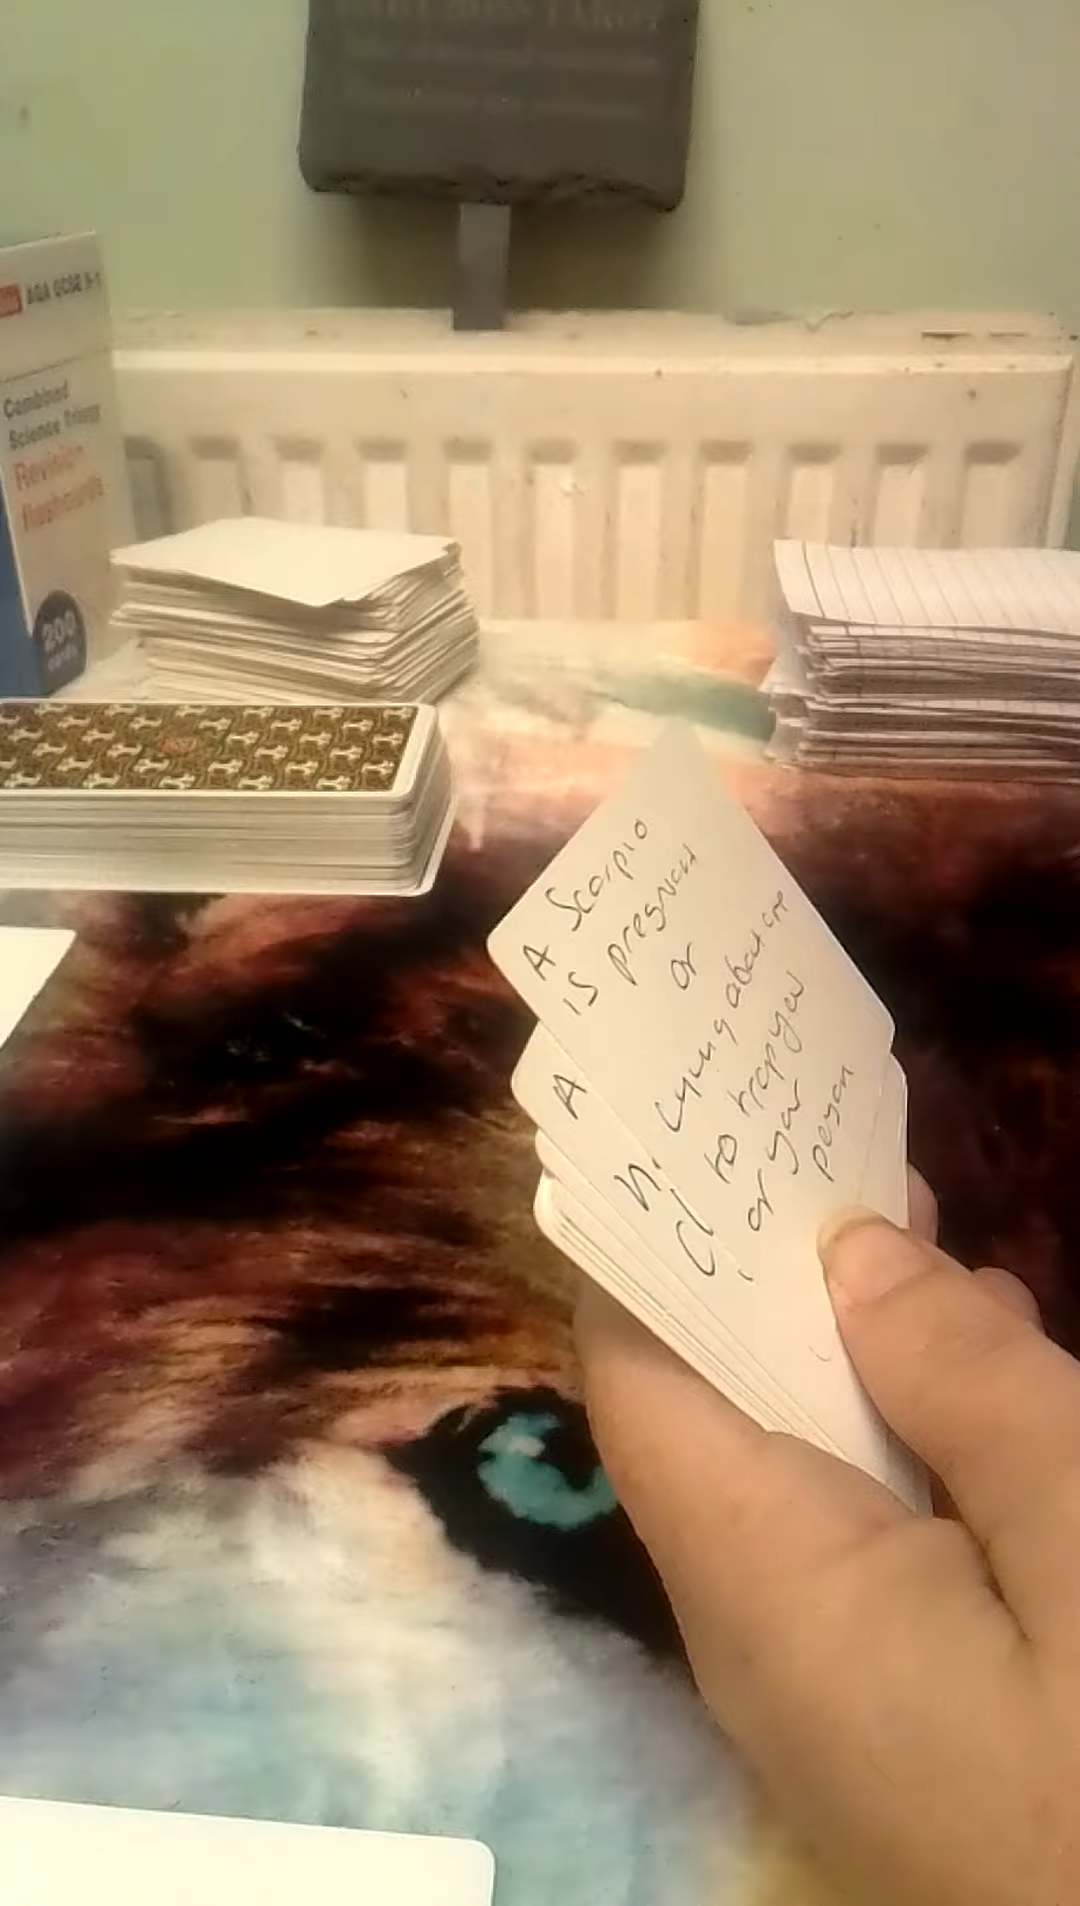 AQA GCSE 9-1
Combined
Science Trilogy
Revision
flashcards
200
cards
A Scorpio
is pregnant
or
Lying about one
to trap you
or your
person
A